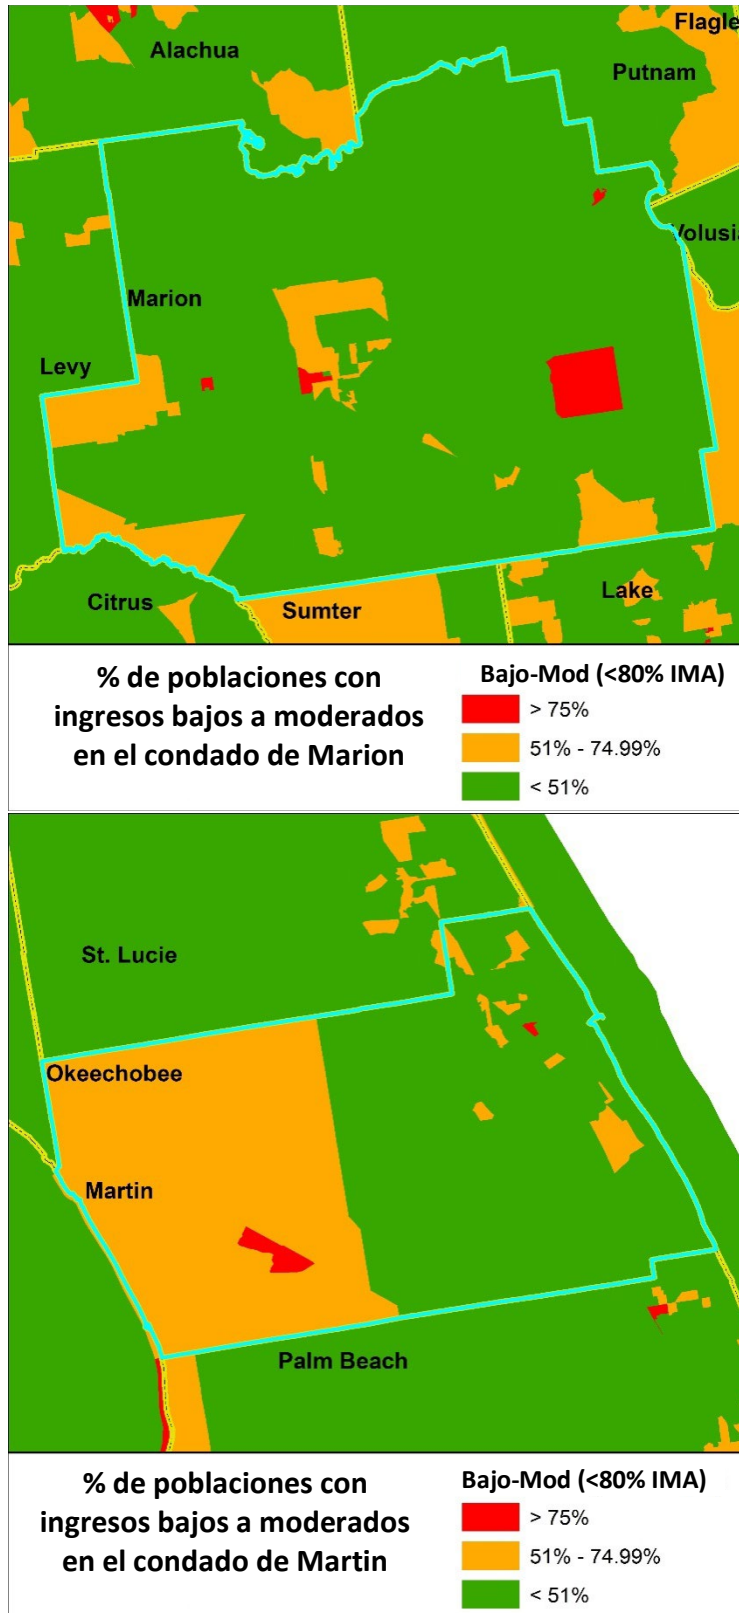 Flagle
Alachua
Putnam
Volusia
Marion
Levy
Citrus
Sumter
Lake
% de poblaciones con
ingresos bajos a moderados
en el condado de Marion
Bajo-Mod (<80% IMA)
> 75%
51% - 74.99%
< 51%
St. Lucie
Okeechobee
Martin
Palm Beach
% de poblaciones con
ingresos bajos a moderados
en el condado de Martin
Bajo-Mod (<80% IMA)
> 75%
51% - 74.99%
< 51%